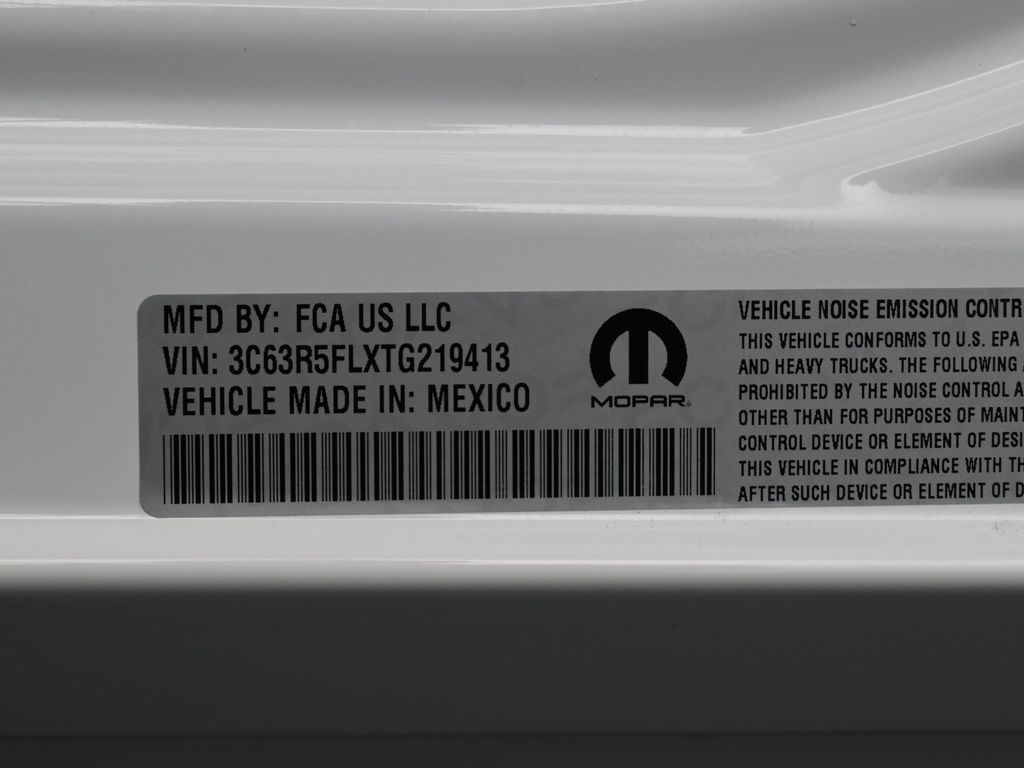 MFD BY: FCA US LLC
VIN: 3C63R5FLXTG219413
VEHICLE MADE IN: MEXICO
MOPAR®
VEHICLE NOISE EMISSION CONTR
THIS VEHICLE CONFORMS TO U.S. EPA
AND HEAVY TRUCKS. THE FOLLOWING
PROHIBITED BY THE NOISE CONTROL A
OTHER THAN FOR PURPOSES OF MAINT
CONTROL DEVICE OR ELEMENT OF DESI
THIS VEHICLE IN COMPLIANCE WITH TH
AFTER SUCH DEVICE OR ELEMENT OF D